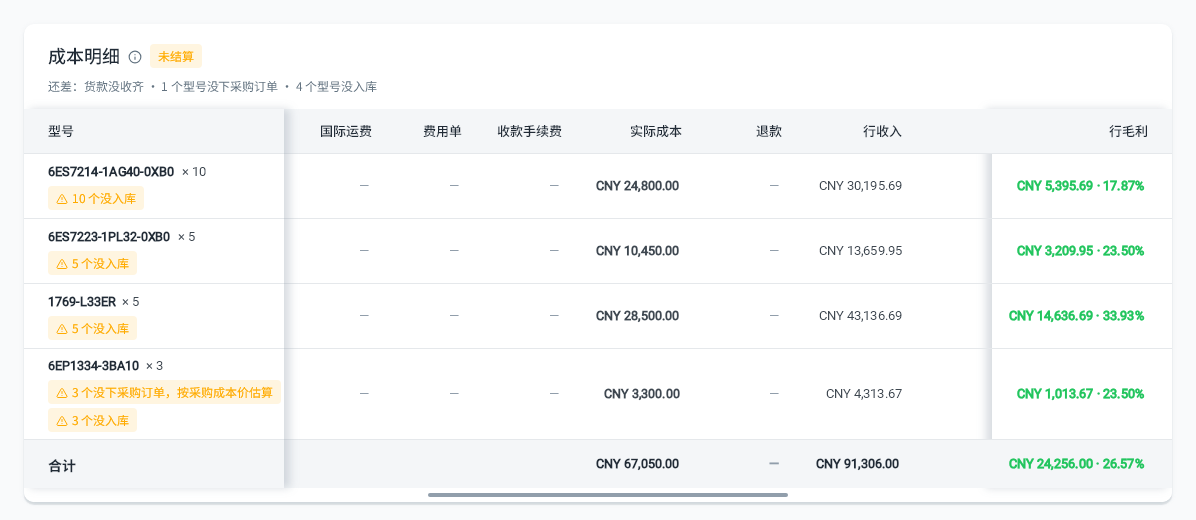 成本明细 未结算
还差：货款没收齐 · 1 个型号没下采购订单 · 4 个型号没入库
型号 国际运费 费用单 收款手续费 实际成本 退款 行收入 行毛利
6ES7214-1AG40-0XB0 × 10
10 个没入库
— — — CNY 24,800.00 — CNY 30,195.69 CNY 5,395.69 · 17.87%
6ES7223-1PL32-0XB0 × 5
5 个没入库
— — — CNY 10,450.00 — CNY 13,659.95 CNY 3,209.95 · 23.50%
1769-L33ER × 5
5 个没入库
— — — CNY 28,500.00 — CNY 43,136.69 CNY 14,636.69 · 33.93%
6EP1334-3BA10 × 3
3 个没下采购订单，按采购成本价估算
3 个没入库
— — — CNY 3,300.00 — CNY 4,313.67 CNY 1,013.67 · 23.50%
合计 CNY 67,050.00 — CNY 91,306.00 CNY 24,256.00 · 26.57%